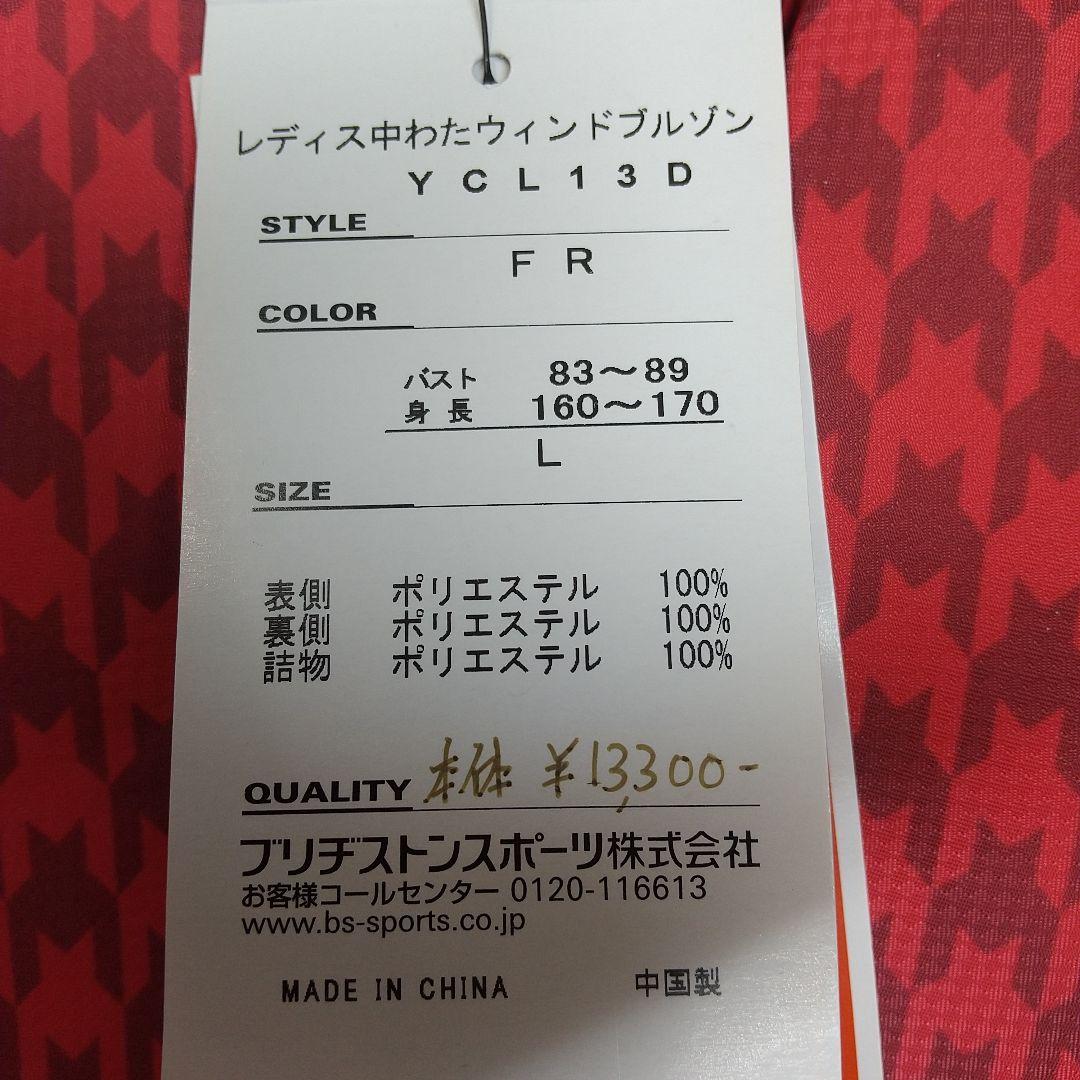 レディス中わたウィンドブルゾン
YCL13D
STYLE
FR
COLOR
バスト 83～89
身長 160～170
L
SIZE
表側 ポリエステル 100%
裏側 ポリエステル 100%
詰物 ポリエステル 100%
QUALITY 本体 ¥13,300-
ブリヂストンスポーツ株式会社
お客様コールセンター 0120-116613
www.bs-sports.co.jp
MADE IN CHINA 中国製